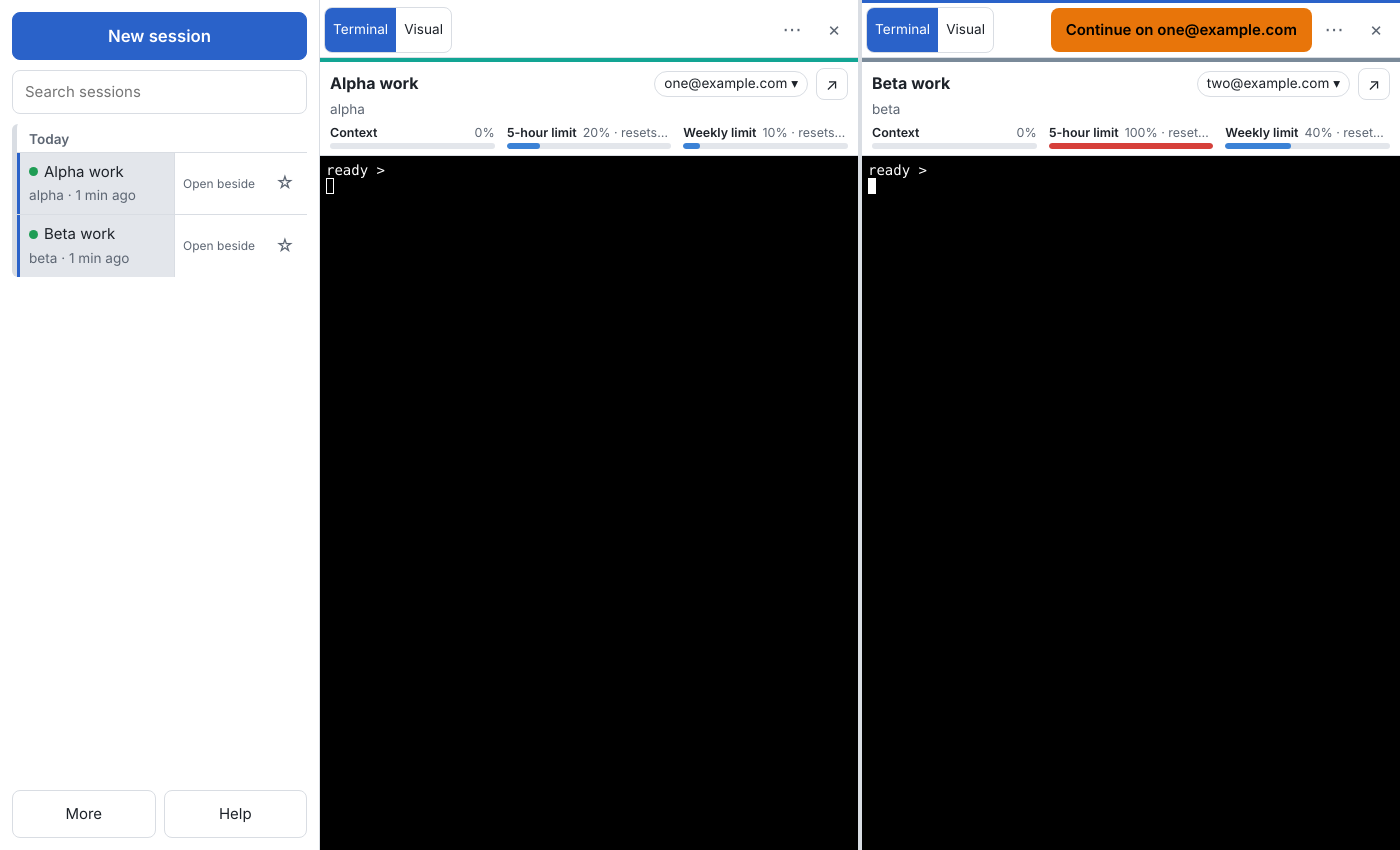 New session
Search sessions
Today
Alpha work
alpha · 1 min ago
Open beside
Beta work
beta · 1 min ago
Open beside
More
Help
Terminal Visual
Alpha work
one@example.com ▾
alpha
Context 0% 5-hour limit 20% · resets… Weekly limit 10% · resets…
ready >
Terminal Visual
Continue on one@example.com
Beta work
two@example.com ▾
beta
Context 0% 5-hour limit 100% · reset… Weekly limit 40% · reset…
ready >